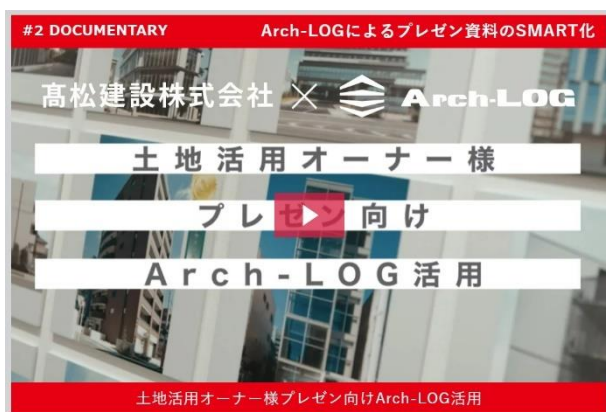 #2 DOCUMENTARY
Arch-LOGによるプレゼン資料のSMART化
髙松建設株式会社 × Arch-LOG
土地活用オーナー様
プレゼン向け
Arch-LOG活用
土地活用オーナー様プレゼン向けArch-LOG活用